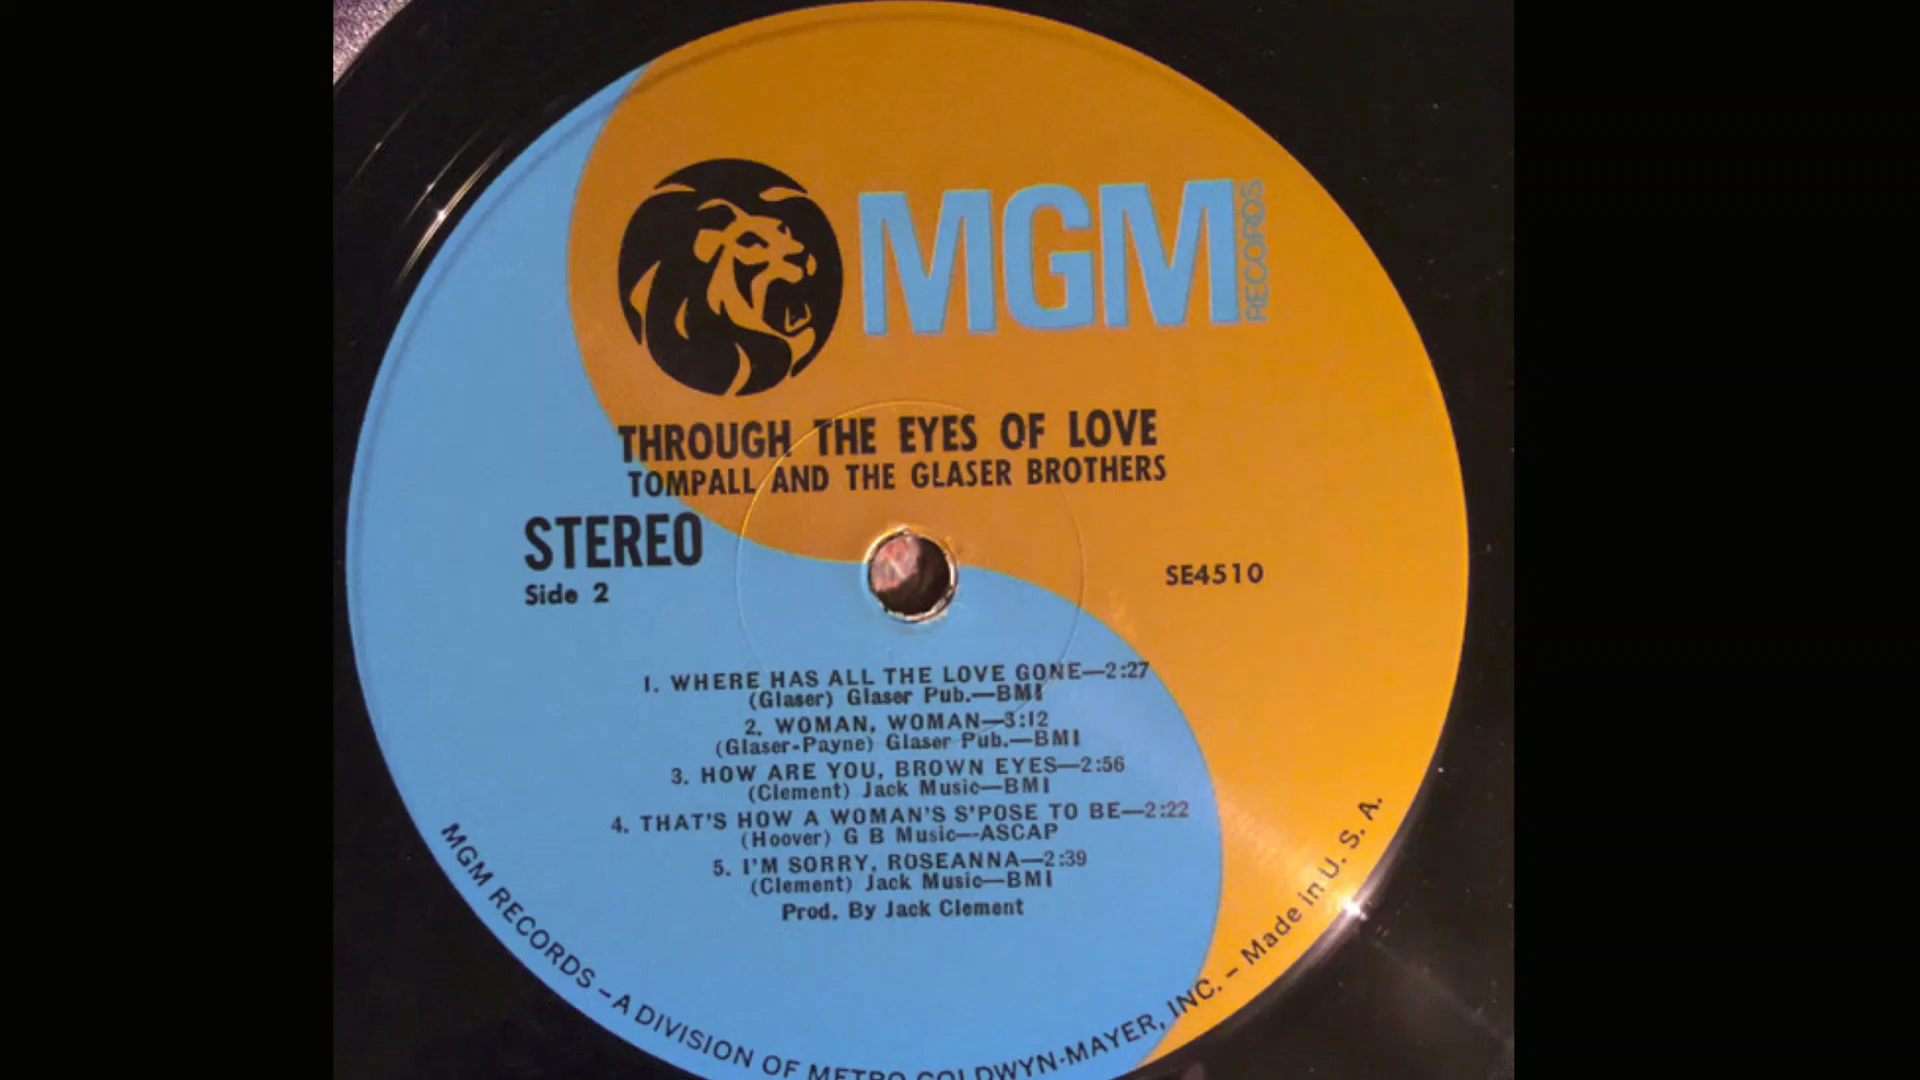 MGM RECORDS
THROUGH THE EYES OF LOVE
TOMPALL AND THE GLASER BROTHERS
STEREO
Side 2
SE4510
1. WHERE HAS ALL THE LOVE GONE—2:27
(Glaser) Glaser Pub.—BMI
2. WOMAN, WOMAN—3:12
(Glaser-Payne) Glaser Pub.—BMI
3. HOW ARE YOU, BROWN EYES—2:56
(Clement) Jack Music—BMI
4. THAT'S HOW A WOMAN'S S'POSE TO BE—2:22
(Hoover) G B Music—ASCAP
5. I'M SORRY, ROSEANNA—2:39
(Clement) Jack Music—BMI
Prod. By Jack Clement
MGM RECORDS – A DIVISION OF METRO-GOLDWYN-MAYER, INC. – Made in U. S. A.